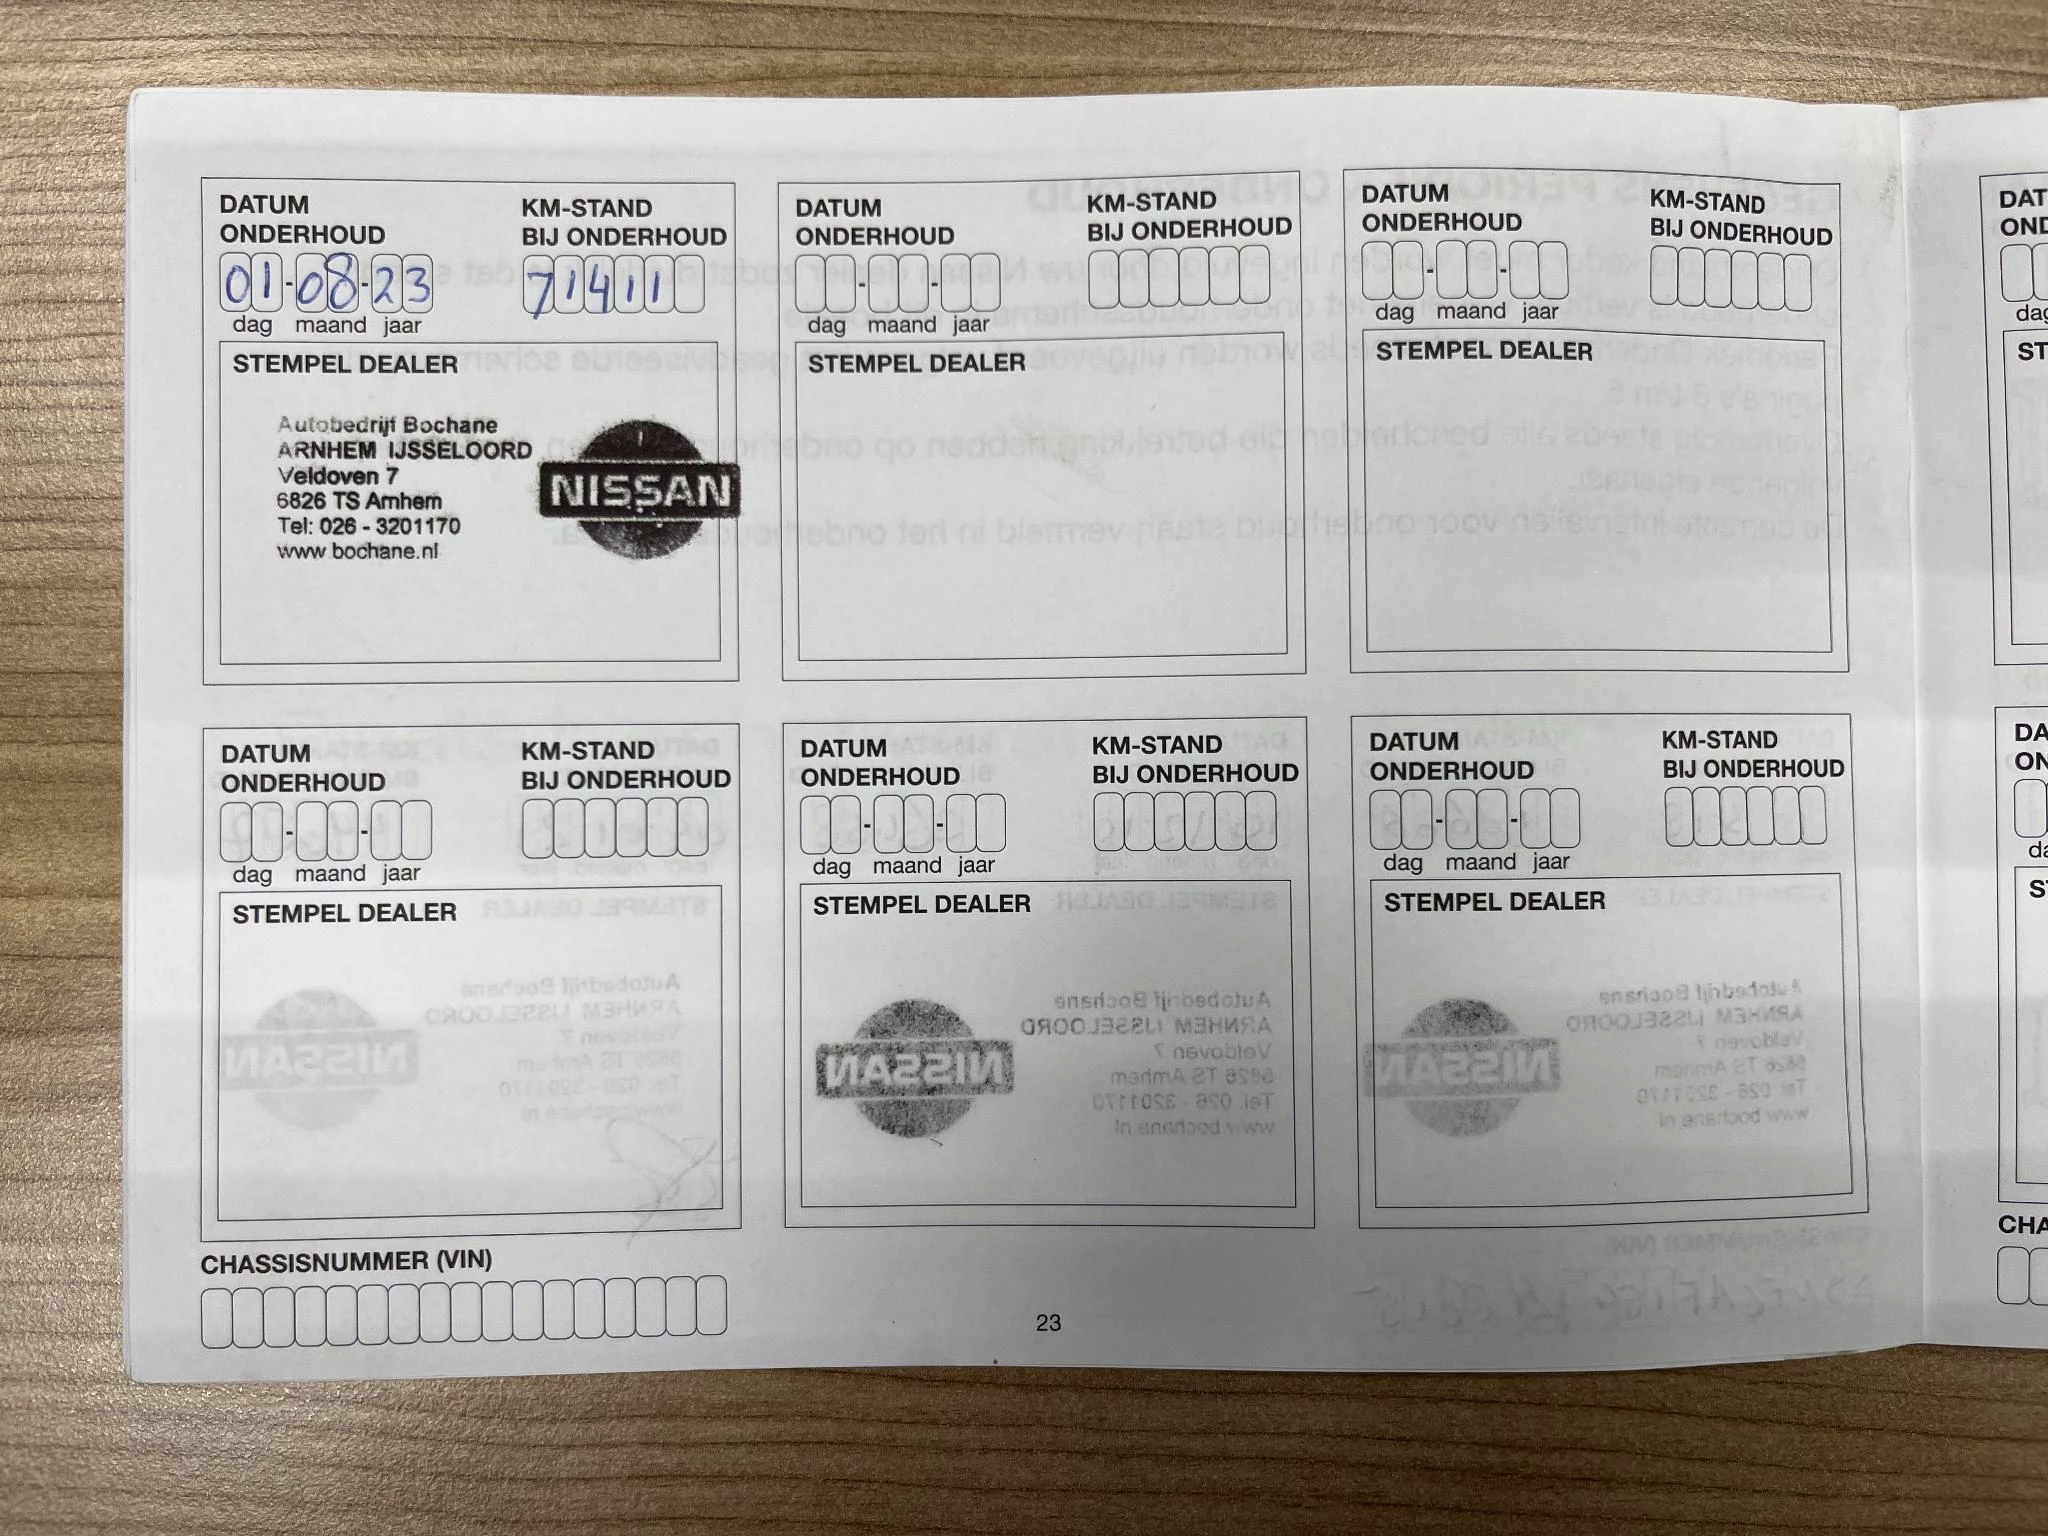 DATUM
ONDERHOUD
KM-STAND
BIJ ONDERHOUD
01-08-23
71411
dag maand jaar
STEMPEL DEALER
Autobedrijf Bochane
ARNHEM IJSSELOORD
Veldoven 7
6826 TS Arnhem
Tel: 026 - 3201170
www.bochane.nl
NISSAN
DATUM
ONDERHOUD
KM-STAND
BIJ ONDERHOUD
- -
dag maand jaar
STEMPEL DEALER
DATUM
ONDERHOUD
KM-STAND
BIJ ONDERHOUD
- -
dag maand jaar
STEMPEL DEALER
DATUM
ONDERHOUD
KM-STAND
BIJ ONDERHOUD
- -
dag maand jaar
STEMPEL DEALER
DATUM
ONDERHOUD
KM-STAND
BIJ ONDERHOUD
- -
dag maand jaar
STEMPEL DEALER
DATUM
ONDERHOUD
KM-STAND
BIJ ONDERHOUD
- -
dag maand jaar
STEMPEL DEALER
CHASSISNUMMER (VIN)
23